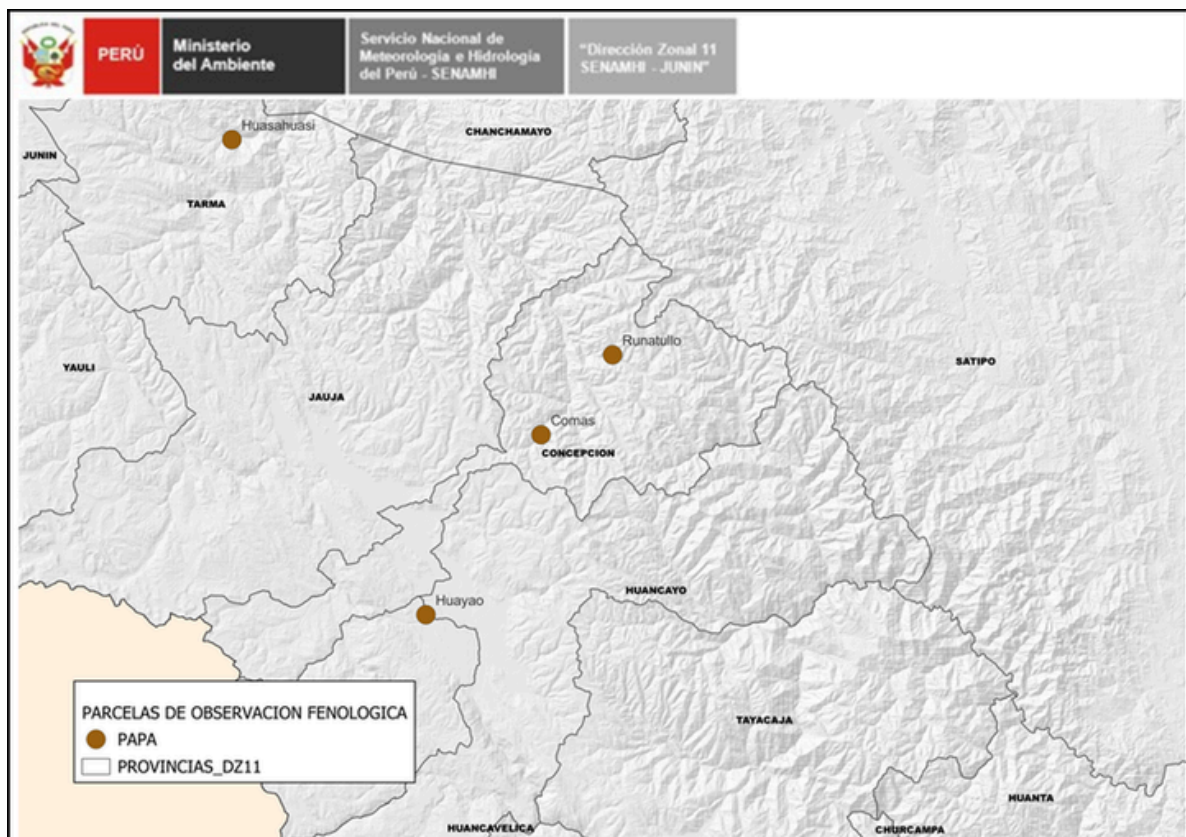 PERÚ
Ministerio
del Ambiente
Servicio Nacional de
Meteorología e Hidrología
del Perú - SENAMHI
"Dirección Zonal 11
SENAMHI - JUNIN"
Huasahuasi
CHANCHAMAYO
JUNIN
TARMA
Runatullo
SATIPO
YAULI
JAUJA
Comas
CONCEPCION
HUANCAYO
Huayao
PARCELAS DE OBSERVACION FENOLOGICA
PAPA
PROVINCIAS_DZ11
TAYACAJA
HUANTA
HUANCAVELICA
CHURCAMPA